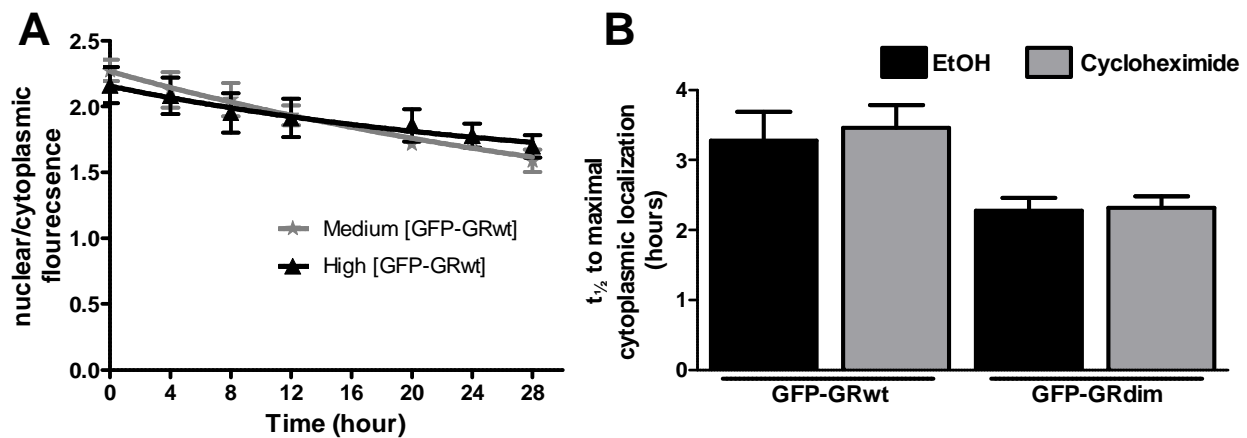 A
nuclear/cytoplasmic
flourecsence
2.5
2.0
1.5
1.0
0.5
0.0
Medium [GFP-GRwt]
High [GFP-GRwt]
0 4 8 12 16 20 24 28
Time (hour)
B
EtOH Cycloheximide
t½ to maximal
cytoplasmic localization
(hours)
4
3
2
1
0
GFP-GRwt GFP-GRdim